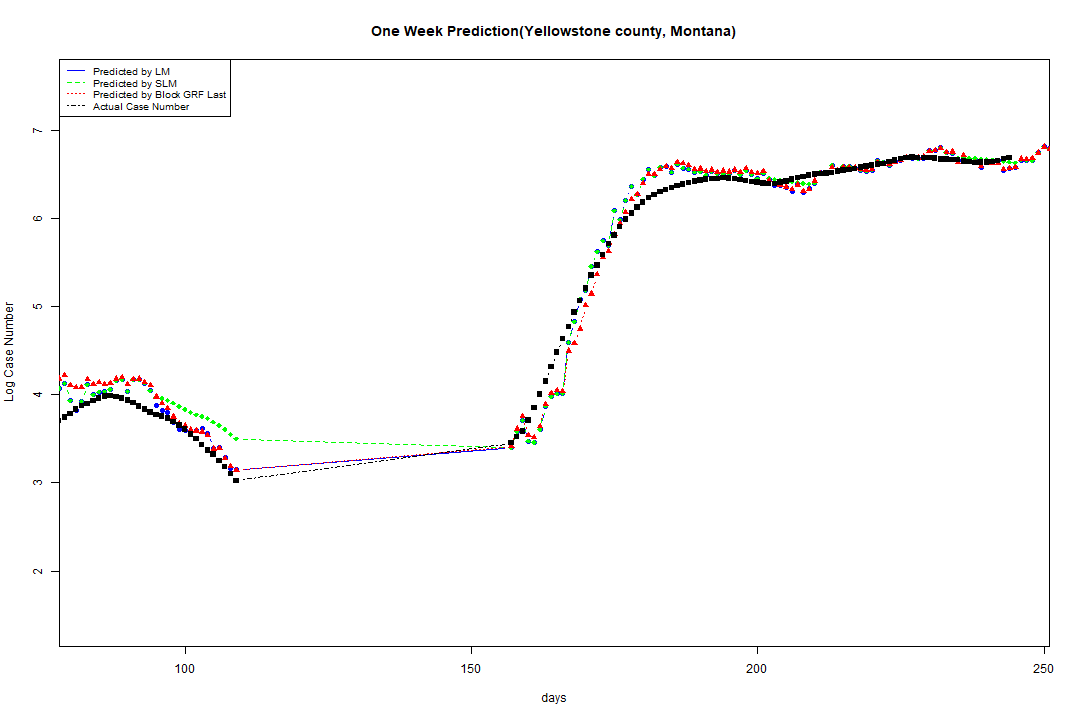 One Week Prediction(Yellowstone county, Montana)
Predicted by LM
Predicted by SLM
Predicted by Block GRF Last
Actual Case Number
7
6
5
4
3
2
Log Case Number
100 150 200 250
days